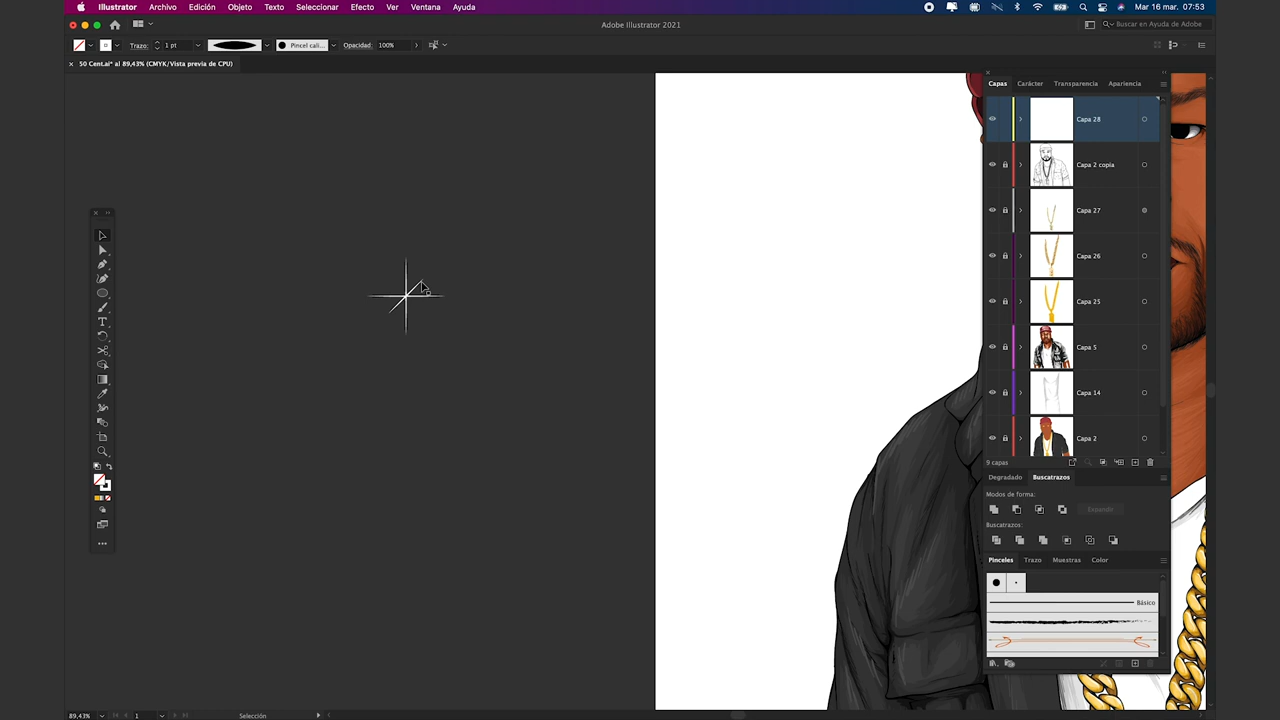 Illustrator Archivo Edición Objeto Texto Seleccionar Efecto Ver Ventana Ayuda Mar 16 mar. 07:53
Adobe Illustrator 2021 Buscar en Ayuda de Adobe
Trazo: 1 pt Pincel cali... Opacidad: 100%
× 50 Cent.ai* al 89,43% (CMYK/Vista previa de CPU)
Capas Carácter Transparencia Apariencia
Capa 28
Capa 2 copia
Capa 27
Capa 26
Capa 25
Capa 5
Capa 14
Capa 2
9 capas
Degradado Buscatrazos
Modos de forma:
Expandir
Buscatrazos:
Pinceles Trazo Muestras Color
Básico
89,43% 1 Selección